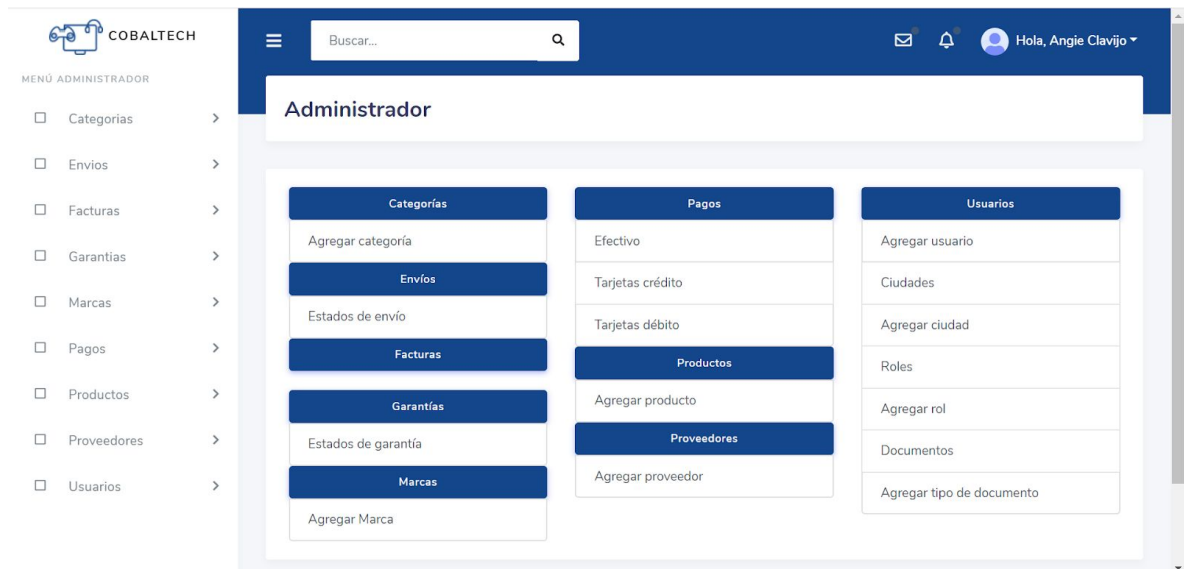 COBALTECH
MENÚ ADMINISTRADOR
Categorias
Envios
Facturas
Garantias
Marcas
Pagos
Productos
Proveedores
Usuarios
Buscar...
Hola, Angie Clavijo
Administrador
Categorías
Agregar categoría
Envíos
Estados de envío
Facturas
Garantías
Estados de garantía
Marcas
Agregar Marca
Pagos
Efectivo
Tarjetas crédito
Tarjetas débito
Productos
Agregar producto
Proveedores
Agregar proveedor
Usuarios
Agregar usuario
Ciudades
Agregar ciudad
Roles
Agregar rol
Documentos
Agregar tipo de documento